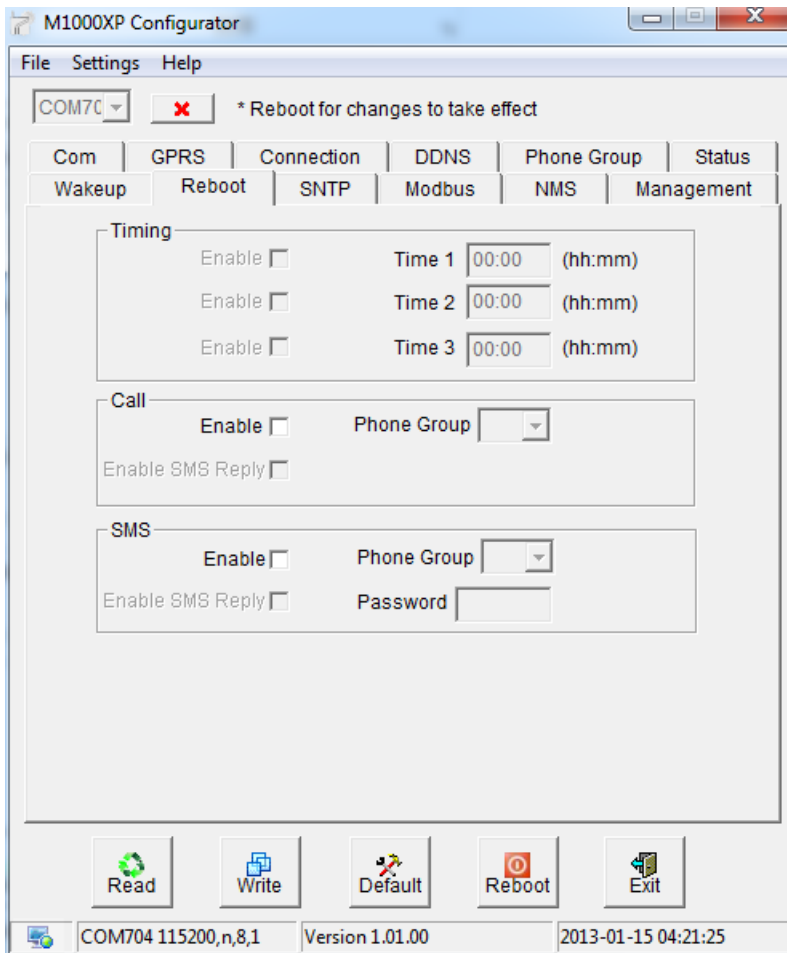 M1000XP Configurator
File Settings Help
COM70 * Reboot for changes to take effect
Com GPRS Connection DDNS Phone Group Status
Wakeup Reboot SNTP Modbus NMS Management
Timing
Enable Time 1 00:00 (hh:mm)
Enable Time 2 00:00 (hh:mm)
Enable Time 3 00:00 (hh:mm)
Call
Enable Phone Group
Enable SMS Reply
SMS
Enable Phone Group
Enable SMS Reply Password
Read Write Default Reboot Exit
COM704 115200,n,8,1 Version 1.01.00 2013-01-15 04:21:25